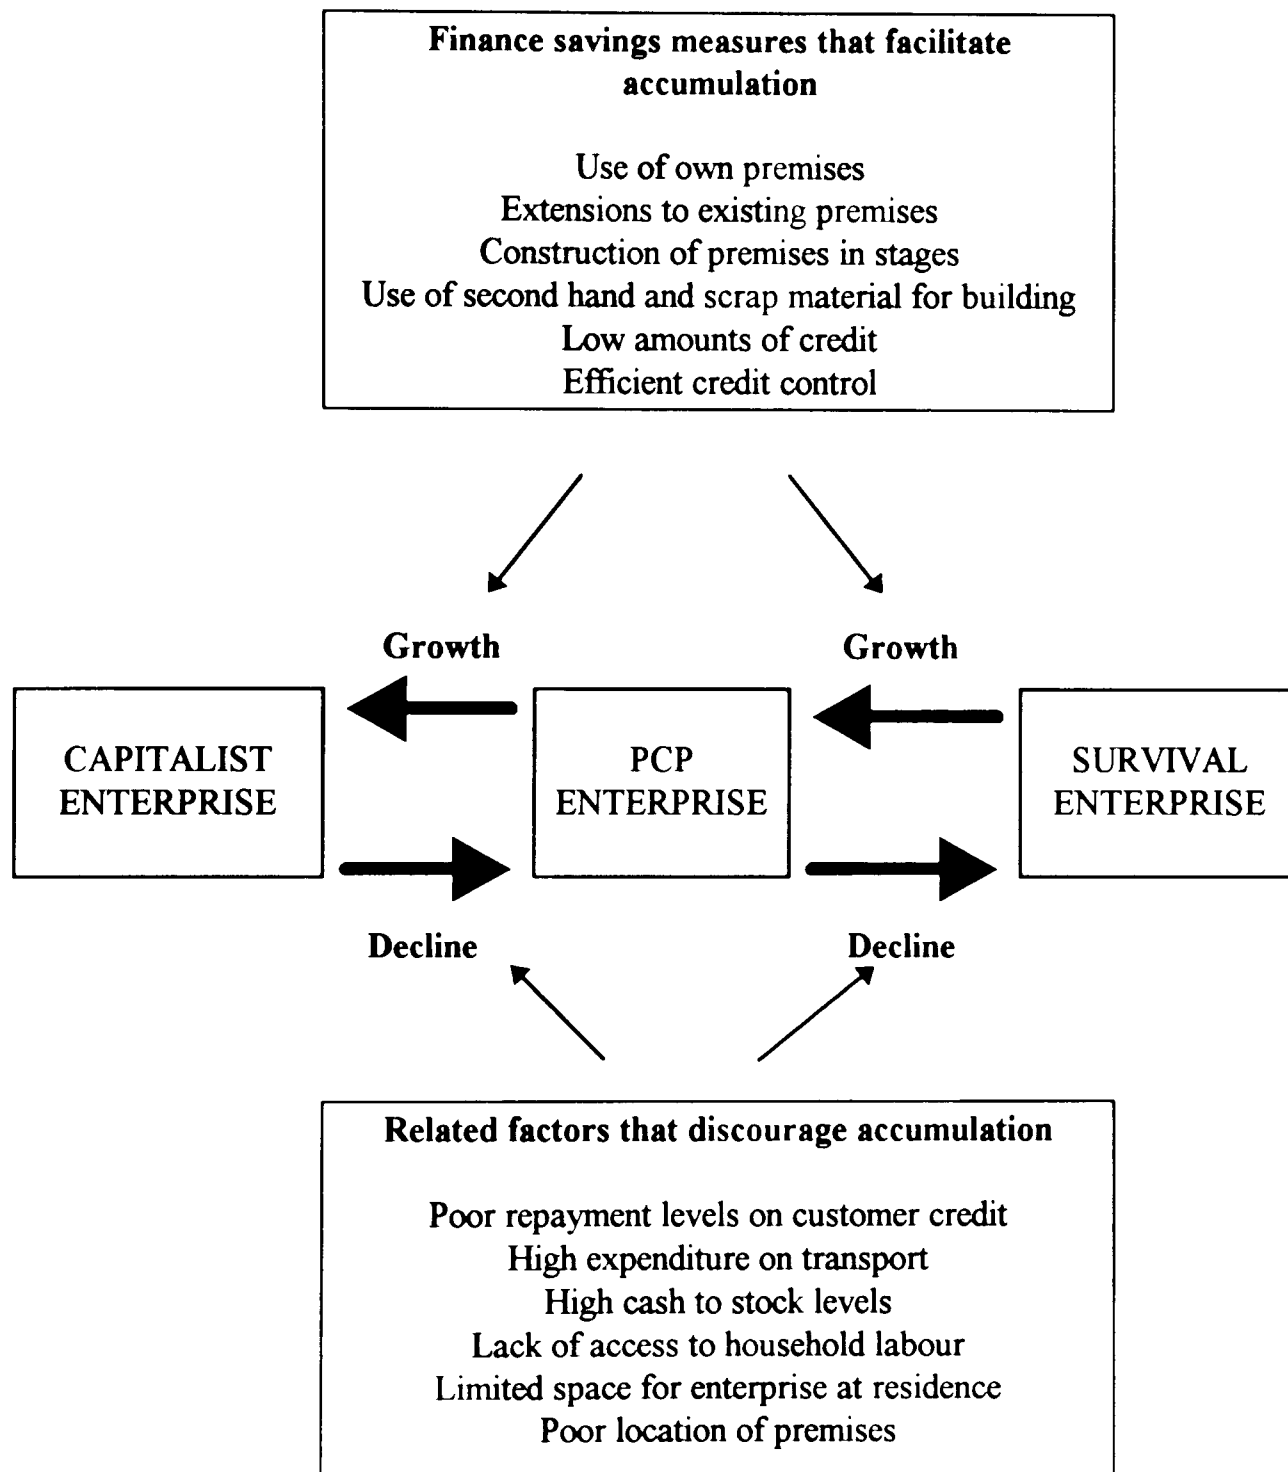 Finance savings measures that facilitate
accumulation
Use of own premises
Extensions to existing premises
Construction of premises in stages
Use of second hand and scrap material for building
Low amounts of credit
Efficient credit control
Growth
Growth
CAPITALIST
ENTERPRISE
PCP
ENTERPRISE
SURVIVAL
ENTERPRISE
Decline
Decline
Related factors that discourage accumulation
Poor repayment levels on customer credit
High expenditure on transport
High cash to stock levels
Lack of access to household labour
Limited space for enterprise at residence
Poor location of premises